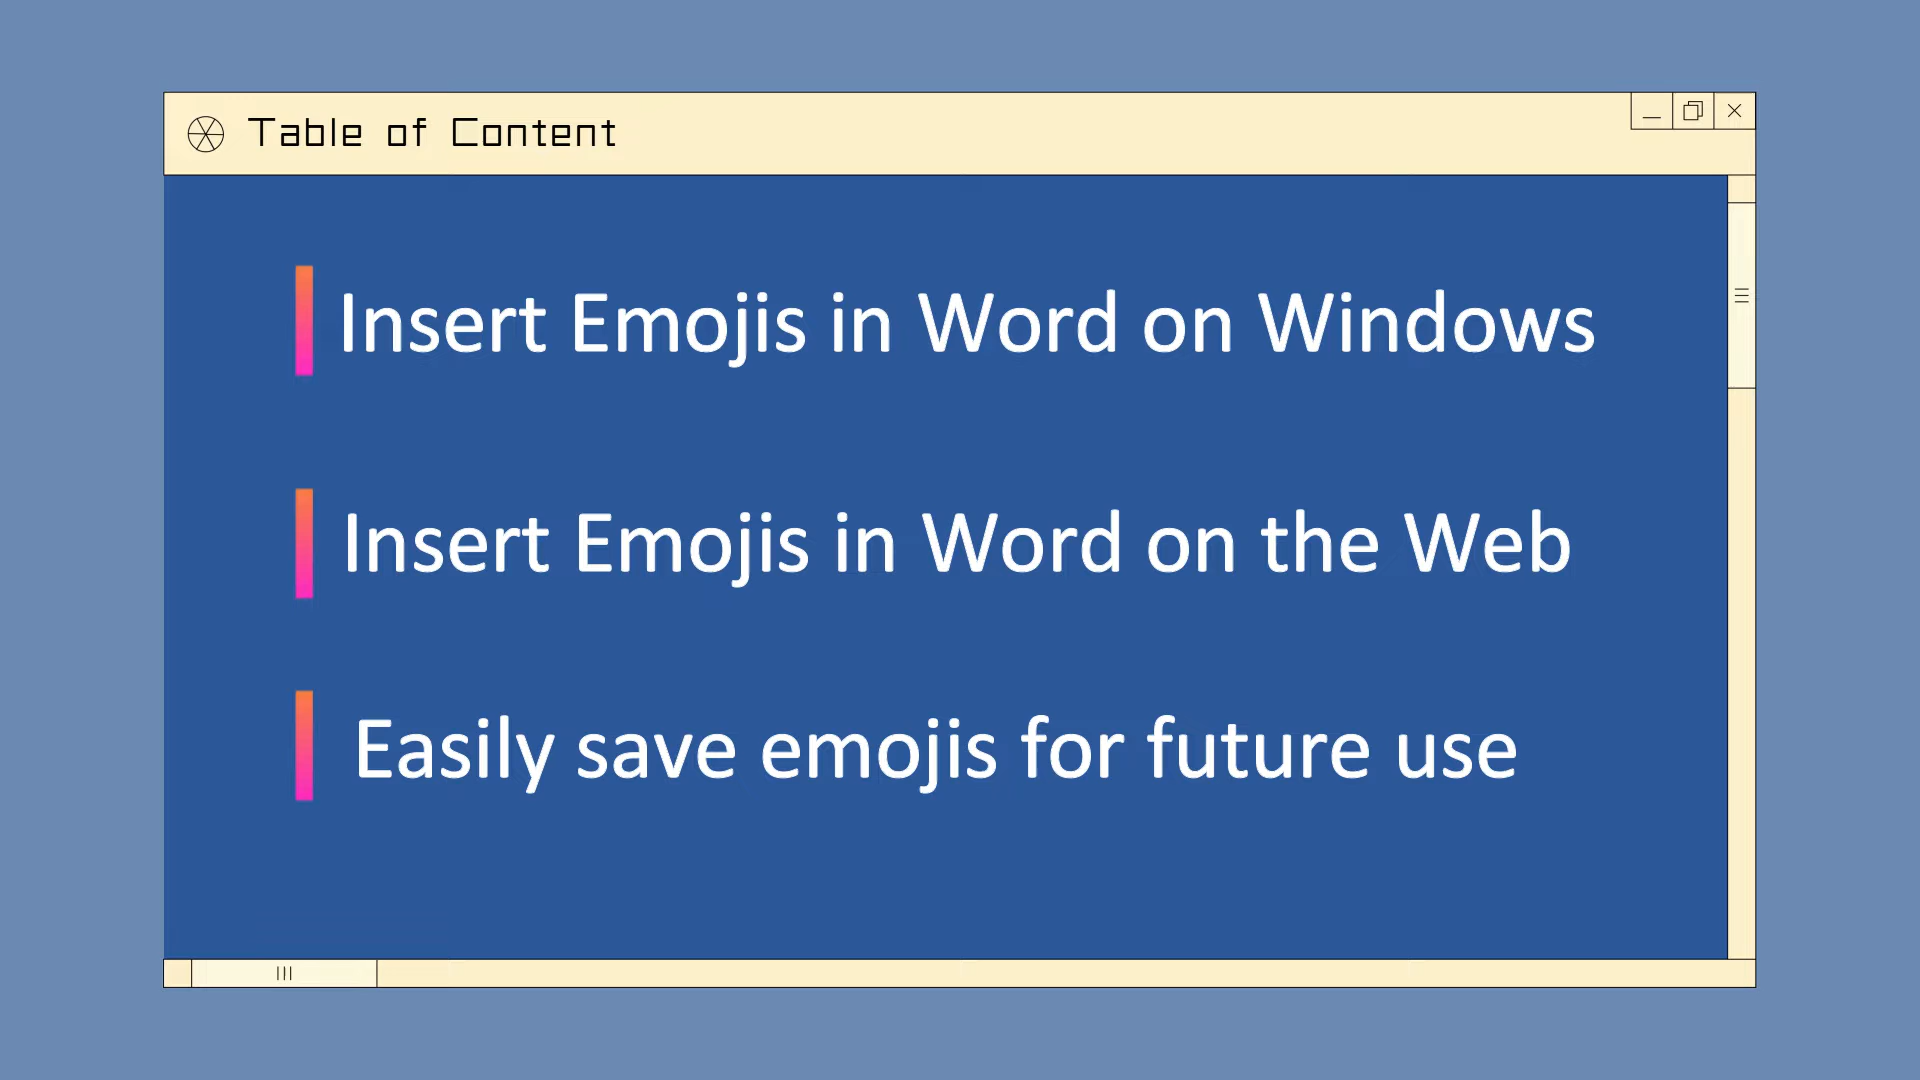 Table of Content
Insert Emojis in Word on Windows
Insert Emojis in Word on the Web
Easily save emojis for future use